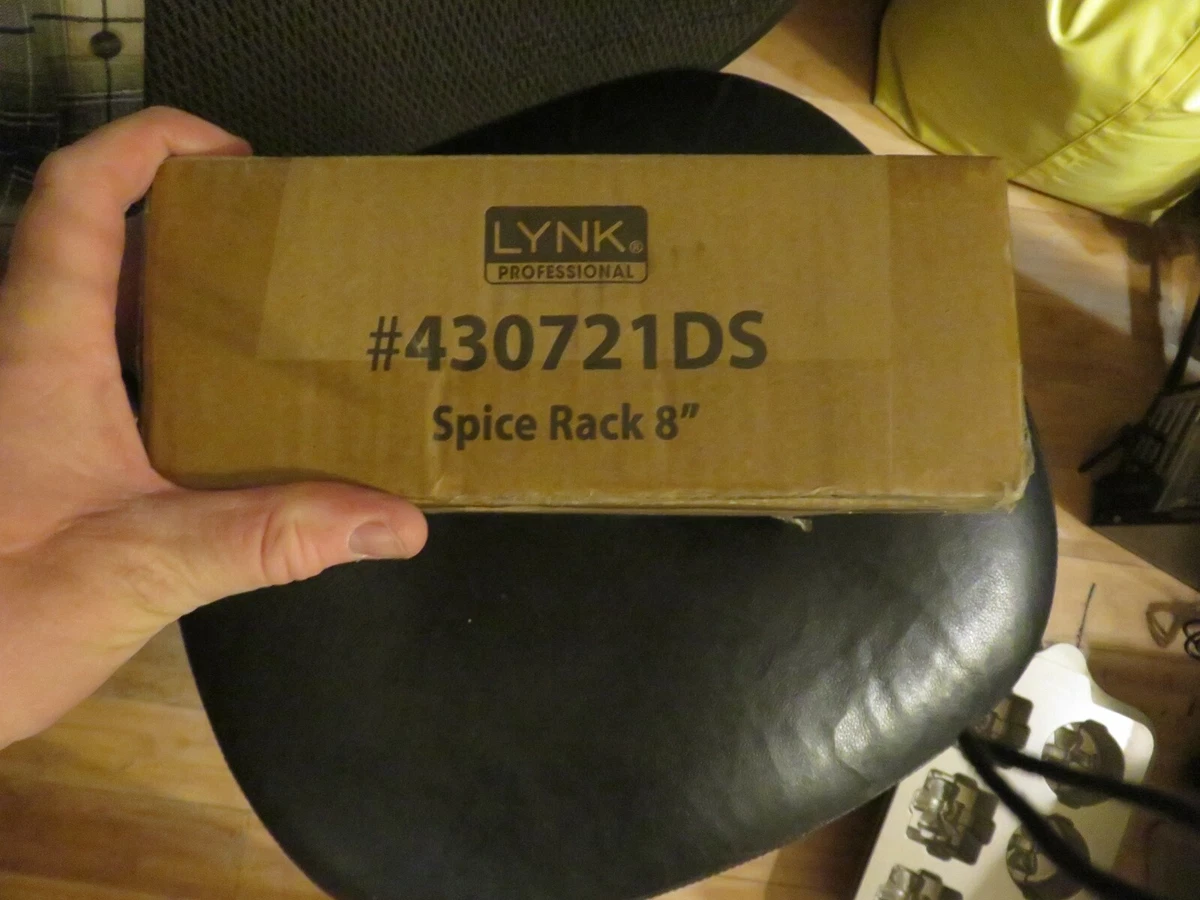 LYNK®
PROFESSIONAL
#430721DS
Spice Rack 8”